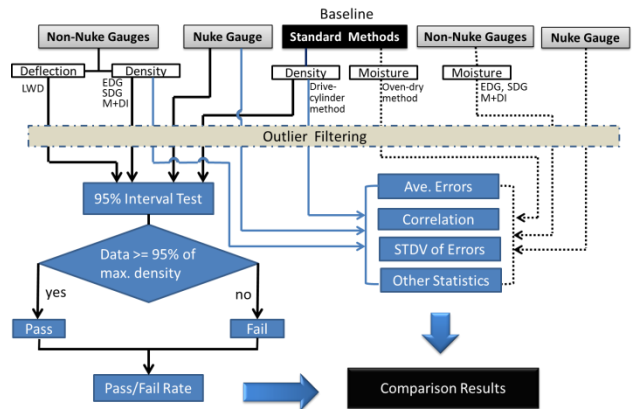 Baseline
Non-Nuke Gauges
Nuke Gauge
Standard Methods
Non-Nuke Gauges
Nuke Gauge
Deflection
Density
Density
Moisture
Moisture
LWD
EDG
SDG
M+DI
Drive-
cylinder
method
Oven-dry
method
EDG, SDG
M+DI
Outlier Filtering
95% Interval Test
Ave. Errors
Correlation
STDV of Errors
Other Statistics
Data >= 95% of
max. density
yes
no
Pass
Fail
Pass/Fail Rate
Comparison Results